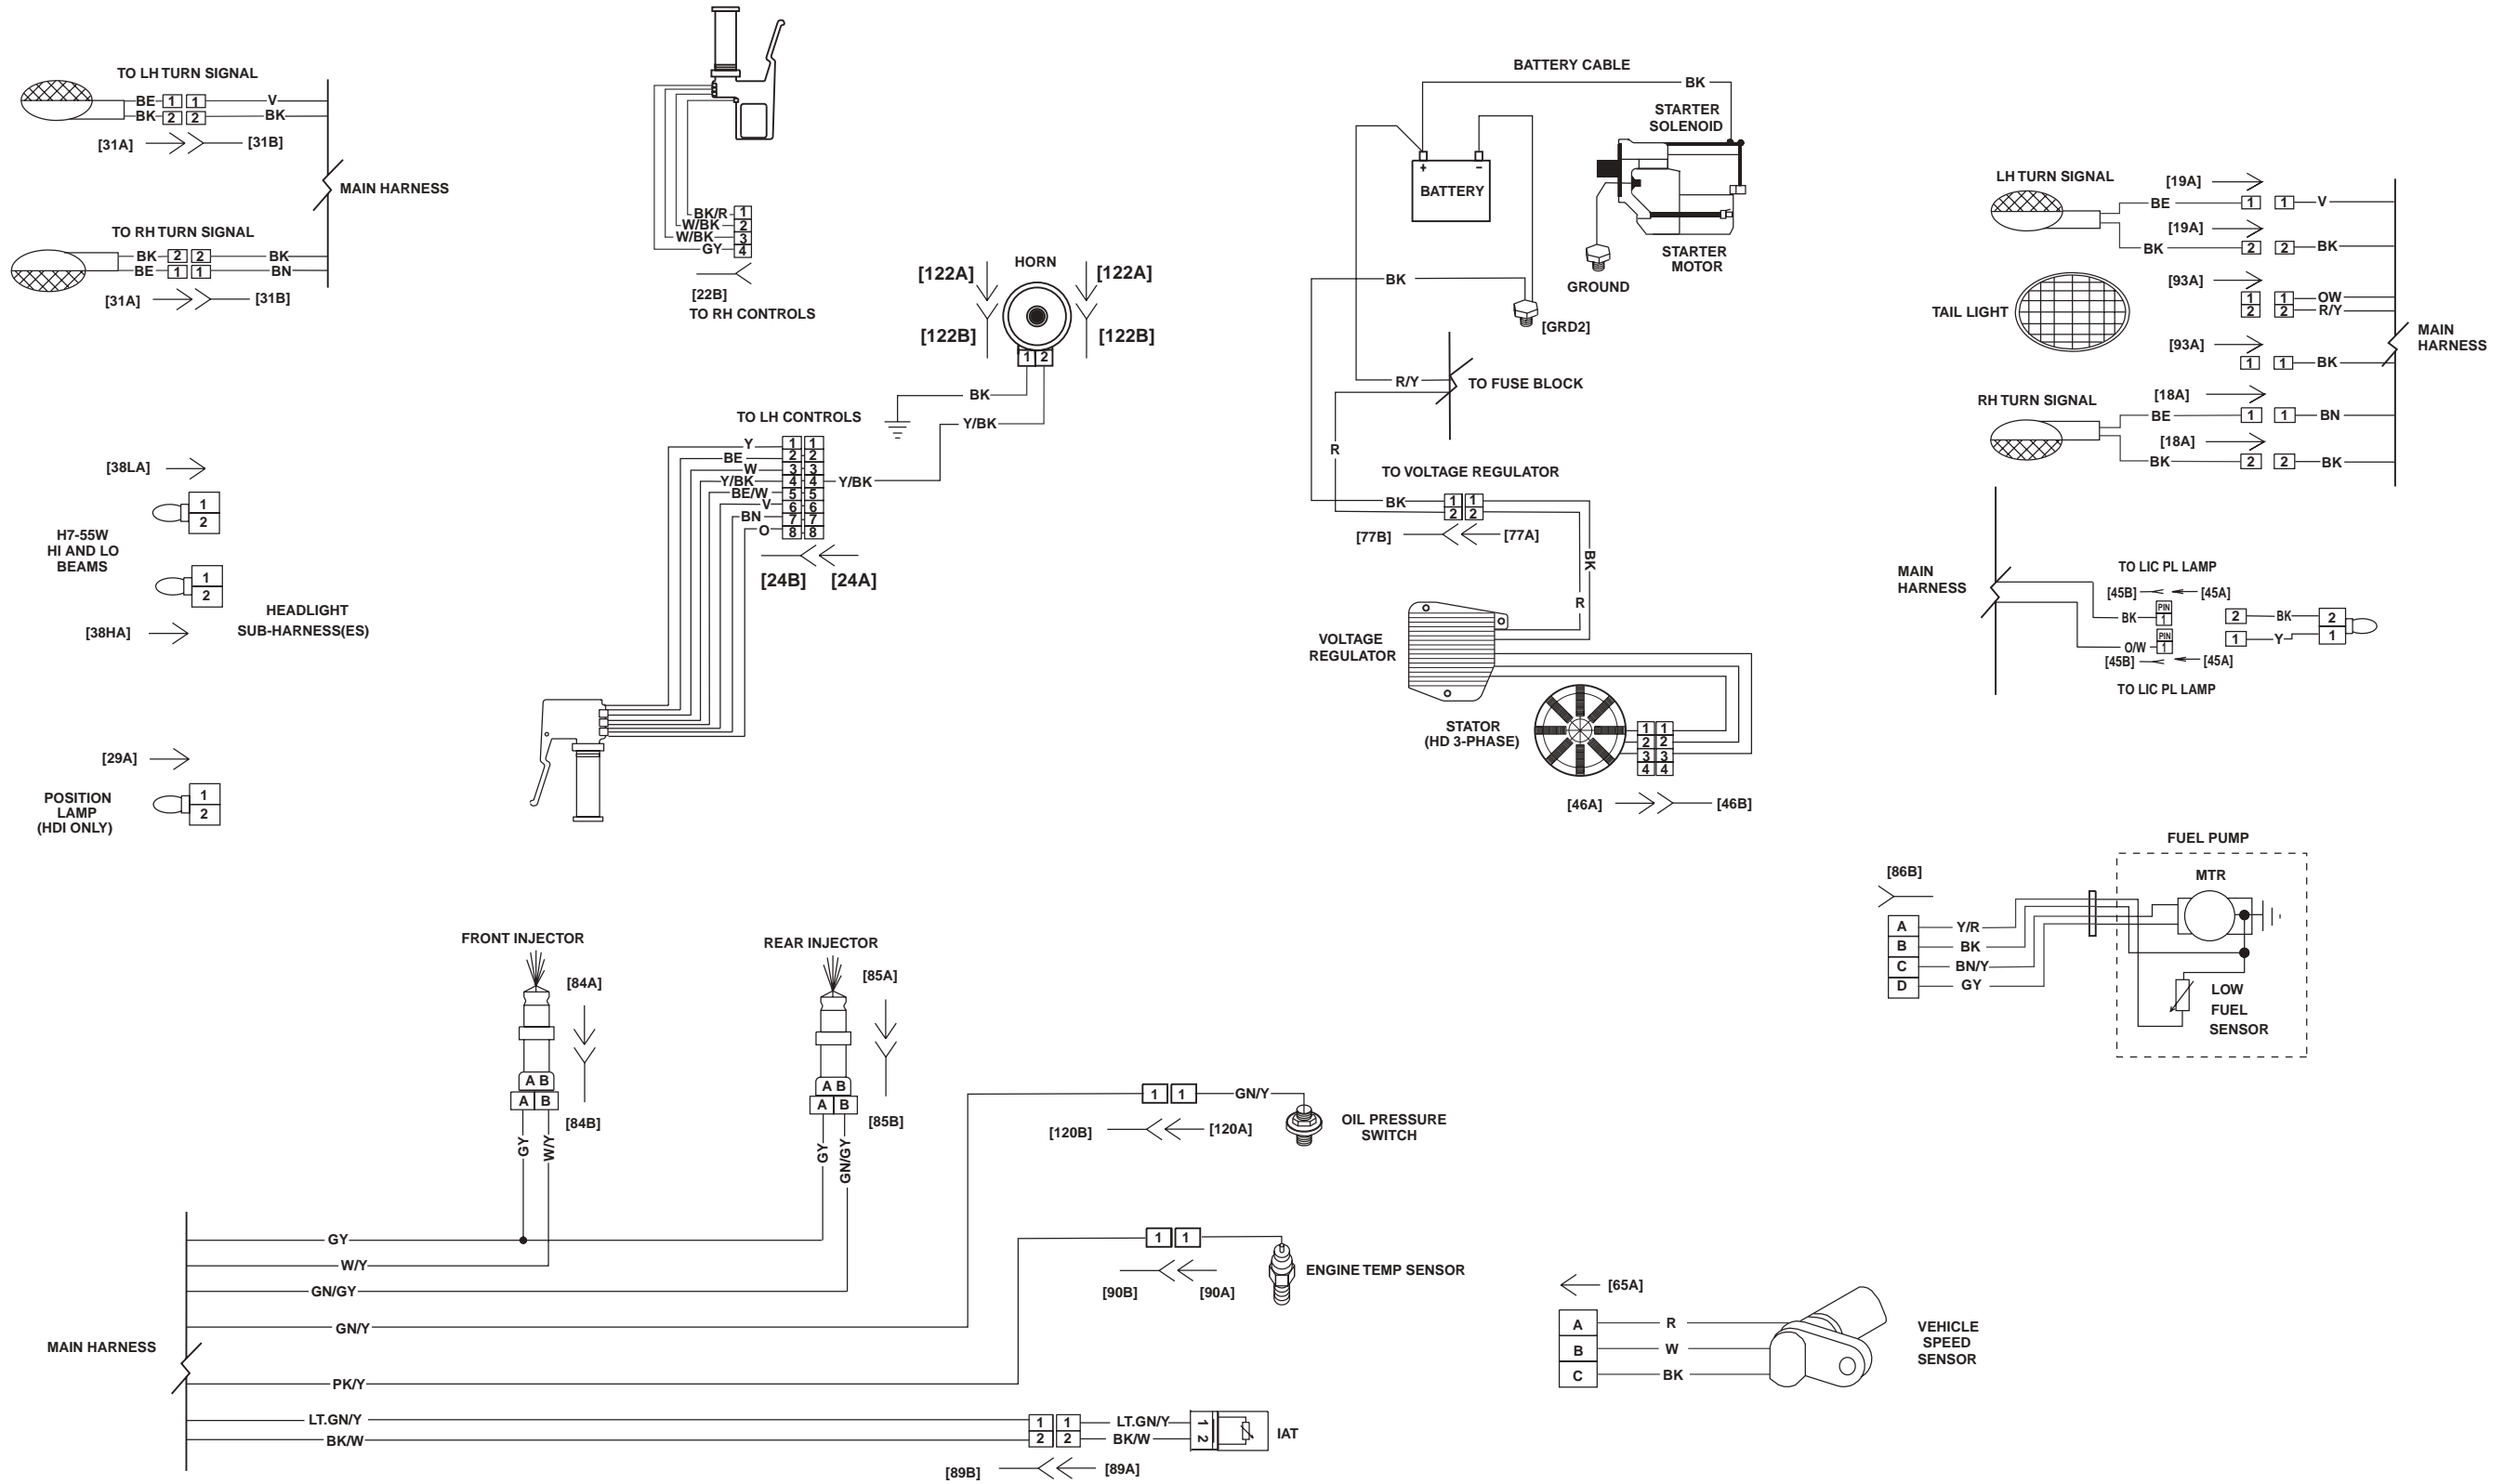 TO LH TURN SIGNAL
BE 1 1 V
BK 2 2 BK
[31A] [31B]
MAIN HARNESS
TO RH TURN SIGNAL
BK 2 2 BK
BE 1 1 BN
[31A] [31B]
BK/R 1
W/BK 2
W/BK 3
GY 4
[22B]
TO RH CONTROLS
HORN
[122A] [122A]
[122B] [122B]
1 2
BK
Y/BK
TO LH CONTROLS
Y 1 1
BE 2 2
W 3 3
Y/BK 4 4 Y/BK
BE/W 5 5
V 6 6
BN 7 7
O 8 8
[24B] [24A]
[38LA]
1
2
H7-55W
HI AND LO
BEAMS
1
2
HEADLIGHT
SUB-HARNESS(ES)
[38HA]
[29A]
POSITION
LAMP
(HDI ONLY)
1
2
BATTERY CABLE
BK
STARTER
SOLENOID
+ −
BATTERY
STARTER
MOTOR
GROUND
BK
[GRD2]
R/Y
TO FUSE BLOCK
R
TO VOLTAGE REGULATOR
BK 1 1
2 2
[77B] [77A]
BK
R
VOLTAGE
REGULATOR
STATOR
(HD 3-PHASE)
1 1
2 2
3 3
4 4
[46A] [46B]
LH TURN SIGNAL
[19A]
BE 1 1 V
[19A]
BK 2 2 BK
[93A]
TAIL LIGHT
1 1 OW
2 2 R/Y
MAIN
HARNESS
[93A]
1 1 BK
[18A]
RH TURN SIGNAL
BE 1 1 BN
[18A]
BK 2 2 BK
MAIN
HARNESS
TO LIC PL LAMP
[45B] [45A]
PIN
BK 1
2 BK 2
PIN
O/W 1
1 Y 1
[45B] [45A]
TO LIC PL LAMP
FUEL PUMP
[86B]
MTR
A Y/R
B BK
C BN/Y
D GY
LOW
FUEL
SENSOR
FRONT INJECTOR
[84A]
A B
A B
[84B]
GY W/Y
REAR INJECTOR
[85A]
A B
A B
[85B]
GY GN/GY
1 1 GN/Y
[120B] [120A]
OIL PRESSURE
SWITCH
GY
W/Y
GN/GY
GN/Y
MAIN HARNESS
PK/Y
1 1
[90B] [90A]
ENGINE TEMP SENSOR
LT.GN/Y 1 1 LT.GN/Y 1
BK/W 2 2 BK/W 2
IAT
[89B] [89A]
[65A]
A R
B W
C BK
VEHICLE
SPEED
SENSOR